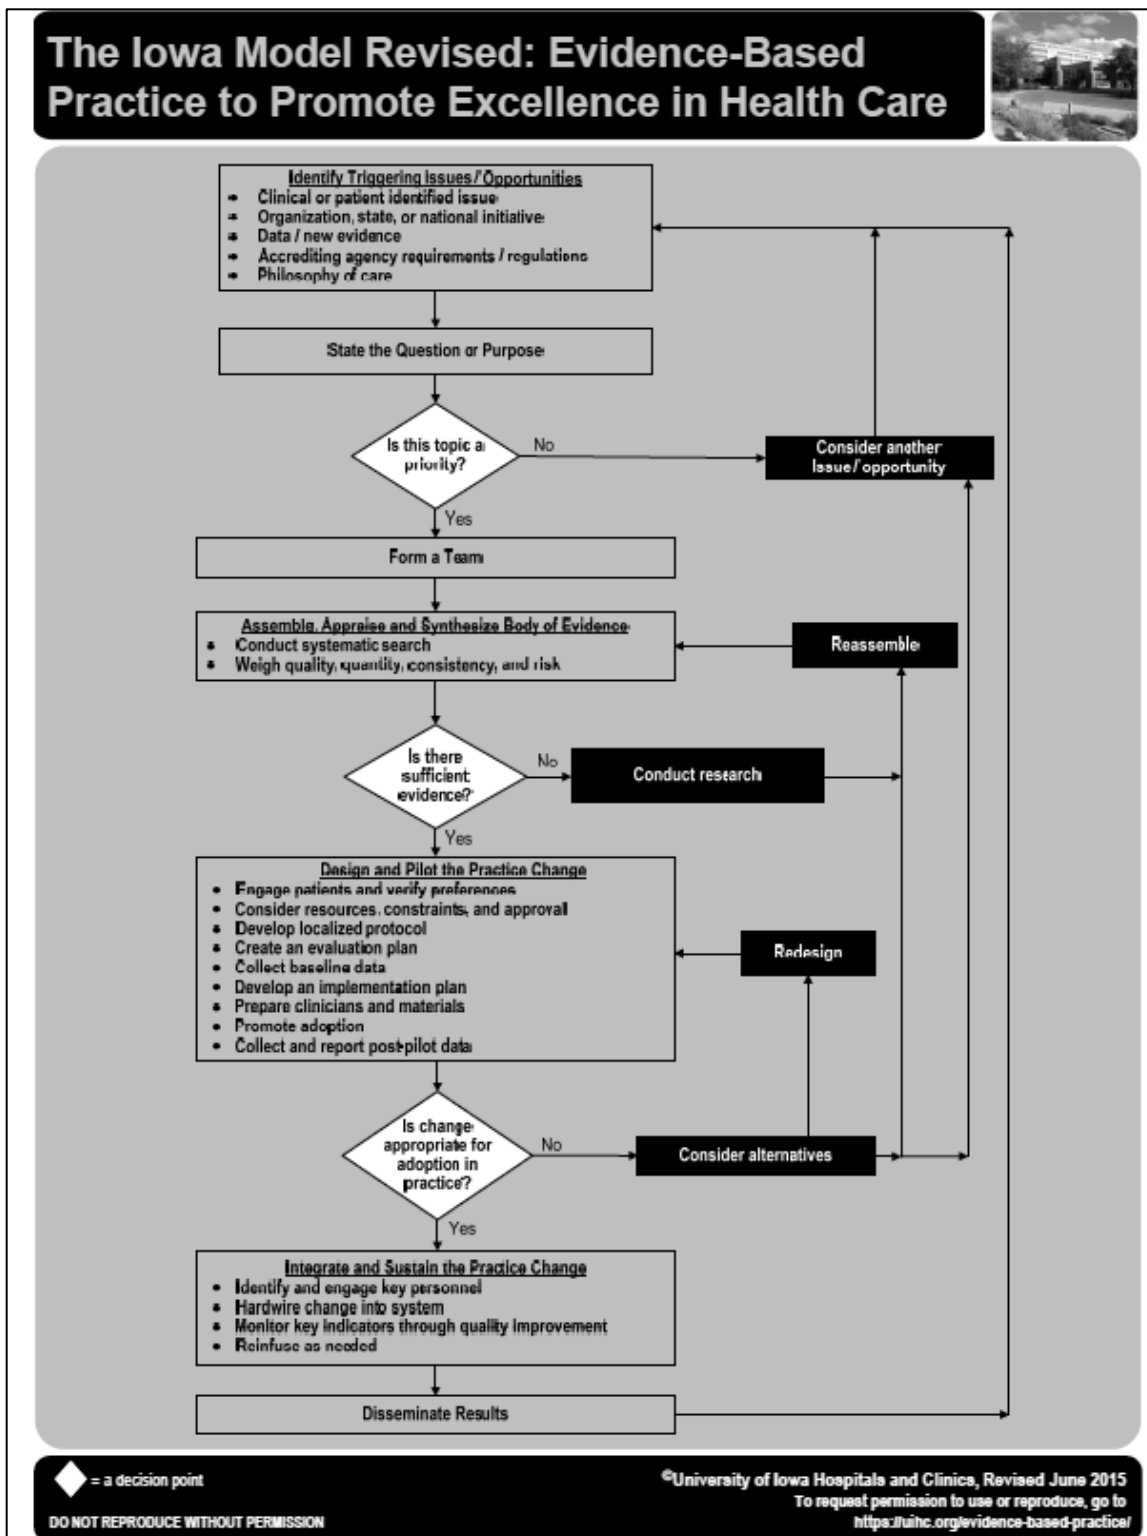 The Iowa Model Revised: Evidence-Based
Practice to Promote Excellence in Health Care
Identify Triggering Issues / Opportunities
• Clinical or patient identified issue
• Organization, state, or national initiative
• Data / new evidence
• Accrediting agency requirements / regulations
• Philosophy of care
State the Question or Purpose
Is this topic a
priority?
No
Consider another
Issue / opportunity
Yes
Form a Team
Assemble, Appraise and Synthesize Body of Evidence
• Conduct systematic search
• Weigh quality, quantity, consistency, and risk
Reassemble
Is there
sufficient
evidence?
No
Conduct research
Yes
Design and Pilot the Practice Change
• Engage patients and verify preferences
• Consider resources, constraints, and approval
• Develop localized protocol
• Create an evaluation plan
• Collect baseline data
• Develop an implementation plan
• Prepare clinicians and materials
• Promote adoption
• Collect and report post-pilot data
Redesign
Is change
appropriate for
adoption in
practice?
No
Consider alternatives
Yes
Integrate and Sustain the Practice Change
• Identify and engage key personnel
• Hardwire change into system
• Monitor key indicators through quality improvement
• Reinfuse as needed
Disseminate Results
= a decision point
DO NOT REPRODUCE WITHOUT PERMISSION
©University of Iowa Hospitals and Clinics, Revised June 2015
To request permission to use or reproduce, go to
https://uihc.org/evidence-based-practice/